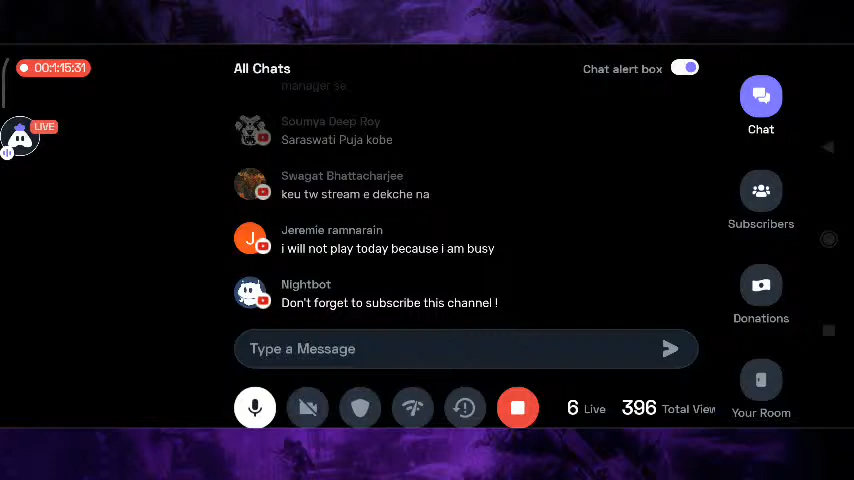 00:1:15:31
All Chats
Chat alert box
manager se
LIVE
Soumya Deep Roy
Saraswati Puja kobe
Chat
Swagat Bhattacharjee
keu tw stream e dekche na
Subscribers
J
Jeremie ramnarain
i will not play today because i am busy
Nightbot
Don't forget to subscribe this channel !
Donations
Type a Message
6 Live 396 Total View
Your Room